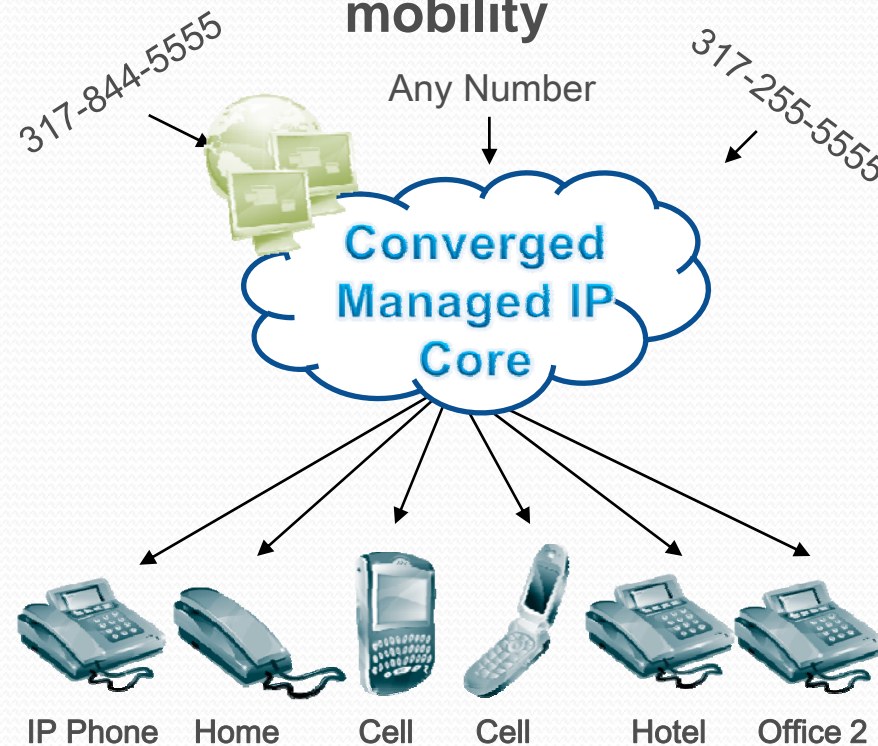 mobility
317-844-5555
Any Number
317-255-5555
Converged
Managed IP
Core
IP Phone
Home
Cell
Cell
Hotel
Office 2